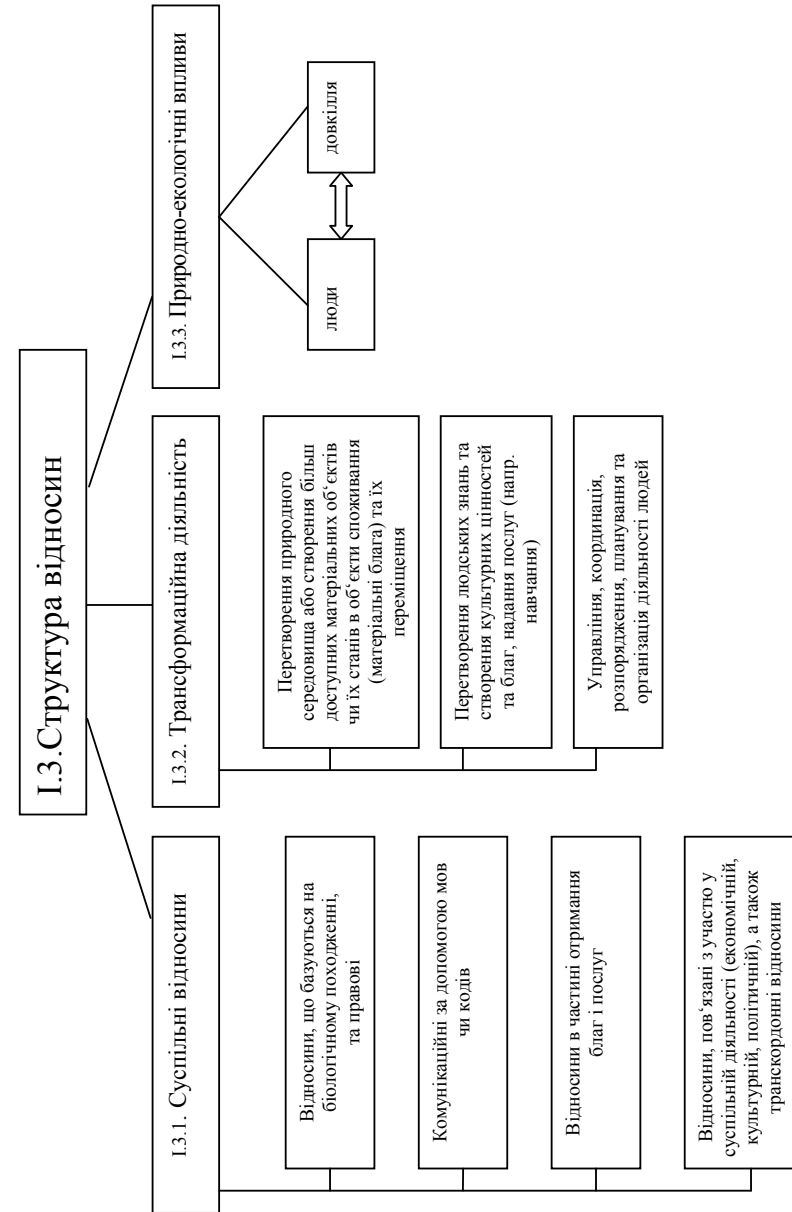 І.3.Структура відносин
І.3.1. Суспільні відносини
Відносини, що базуються на
біологічному походженні,
та правові
Комунікаційні за допомогою мов
чи кодів
Відносини в частині отримання
благ і послуг
Відносини, пов‘язані з участю у
суспільній діяльності (економічній,
культурній, політичній), а також
транскордонні відносини
І.3.2. Трансформаційна діяльність
Перетворення природного
середовища або створення більш
доступних матеріальних об‘єктів
чи їх станів в об‘єкти споживання
(матеріальні блага) та їх
переміщення
Перетворення людських знань та
створення культурних цінностей
та благ, надання послуг (напр.
навчання)
Управління, координація,
розпорядження, планування та
організація діяльності людей
І.3.3. Природно-екологічні впливи
люди
довкілля